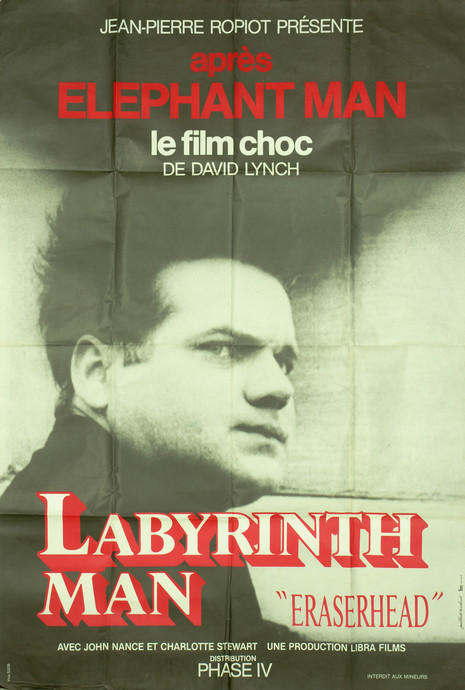 JEAN-PIERRE ROPIOT PRÉSENTE
après
ELEPHANT MAN
le film choc
DE DAVID LYNCH
LABYRINTH
MAN
"ERASERHEAD"
AVEC JOHN NANCE ET CHARLOTTE STEWART UNE PRODUCTION LIBRA FILMS
DISTRIBUTION
PHASE IV
INTERDIT AUX MINEURS